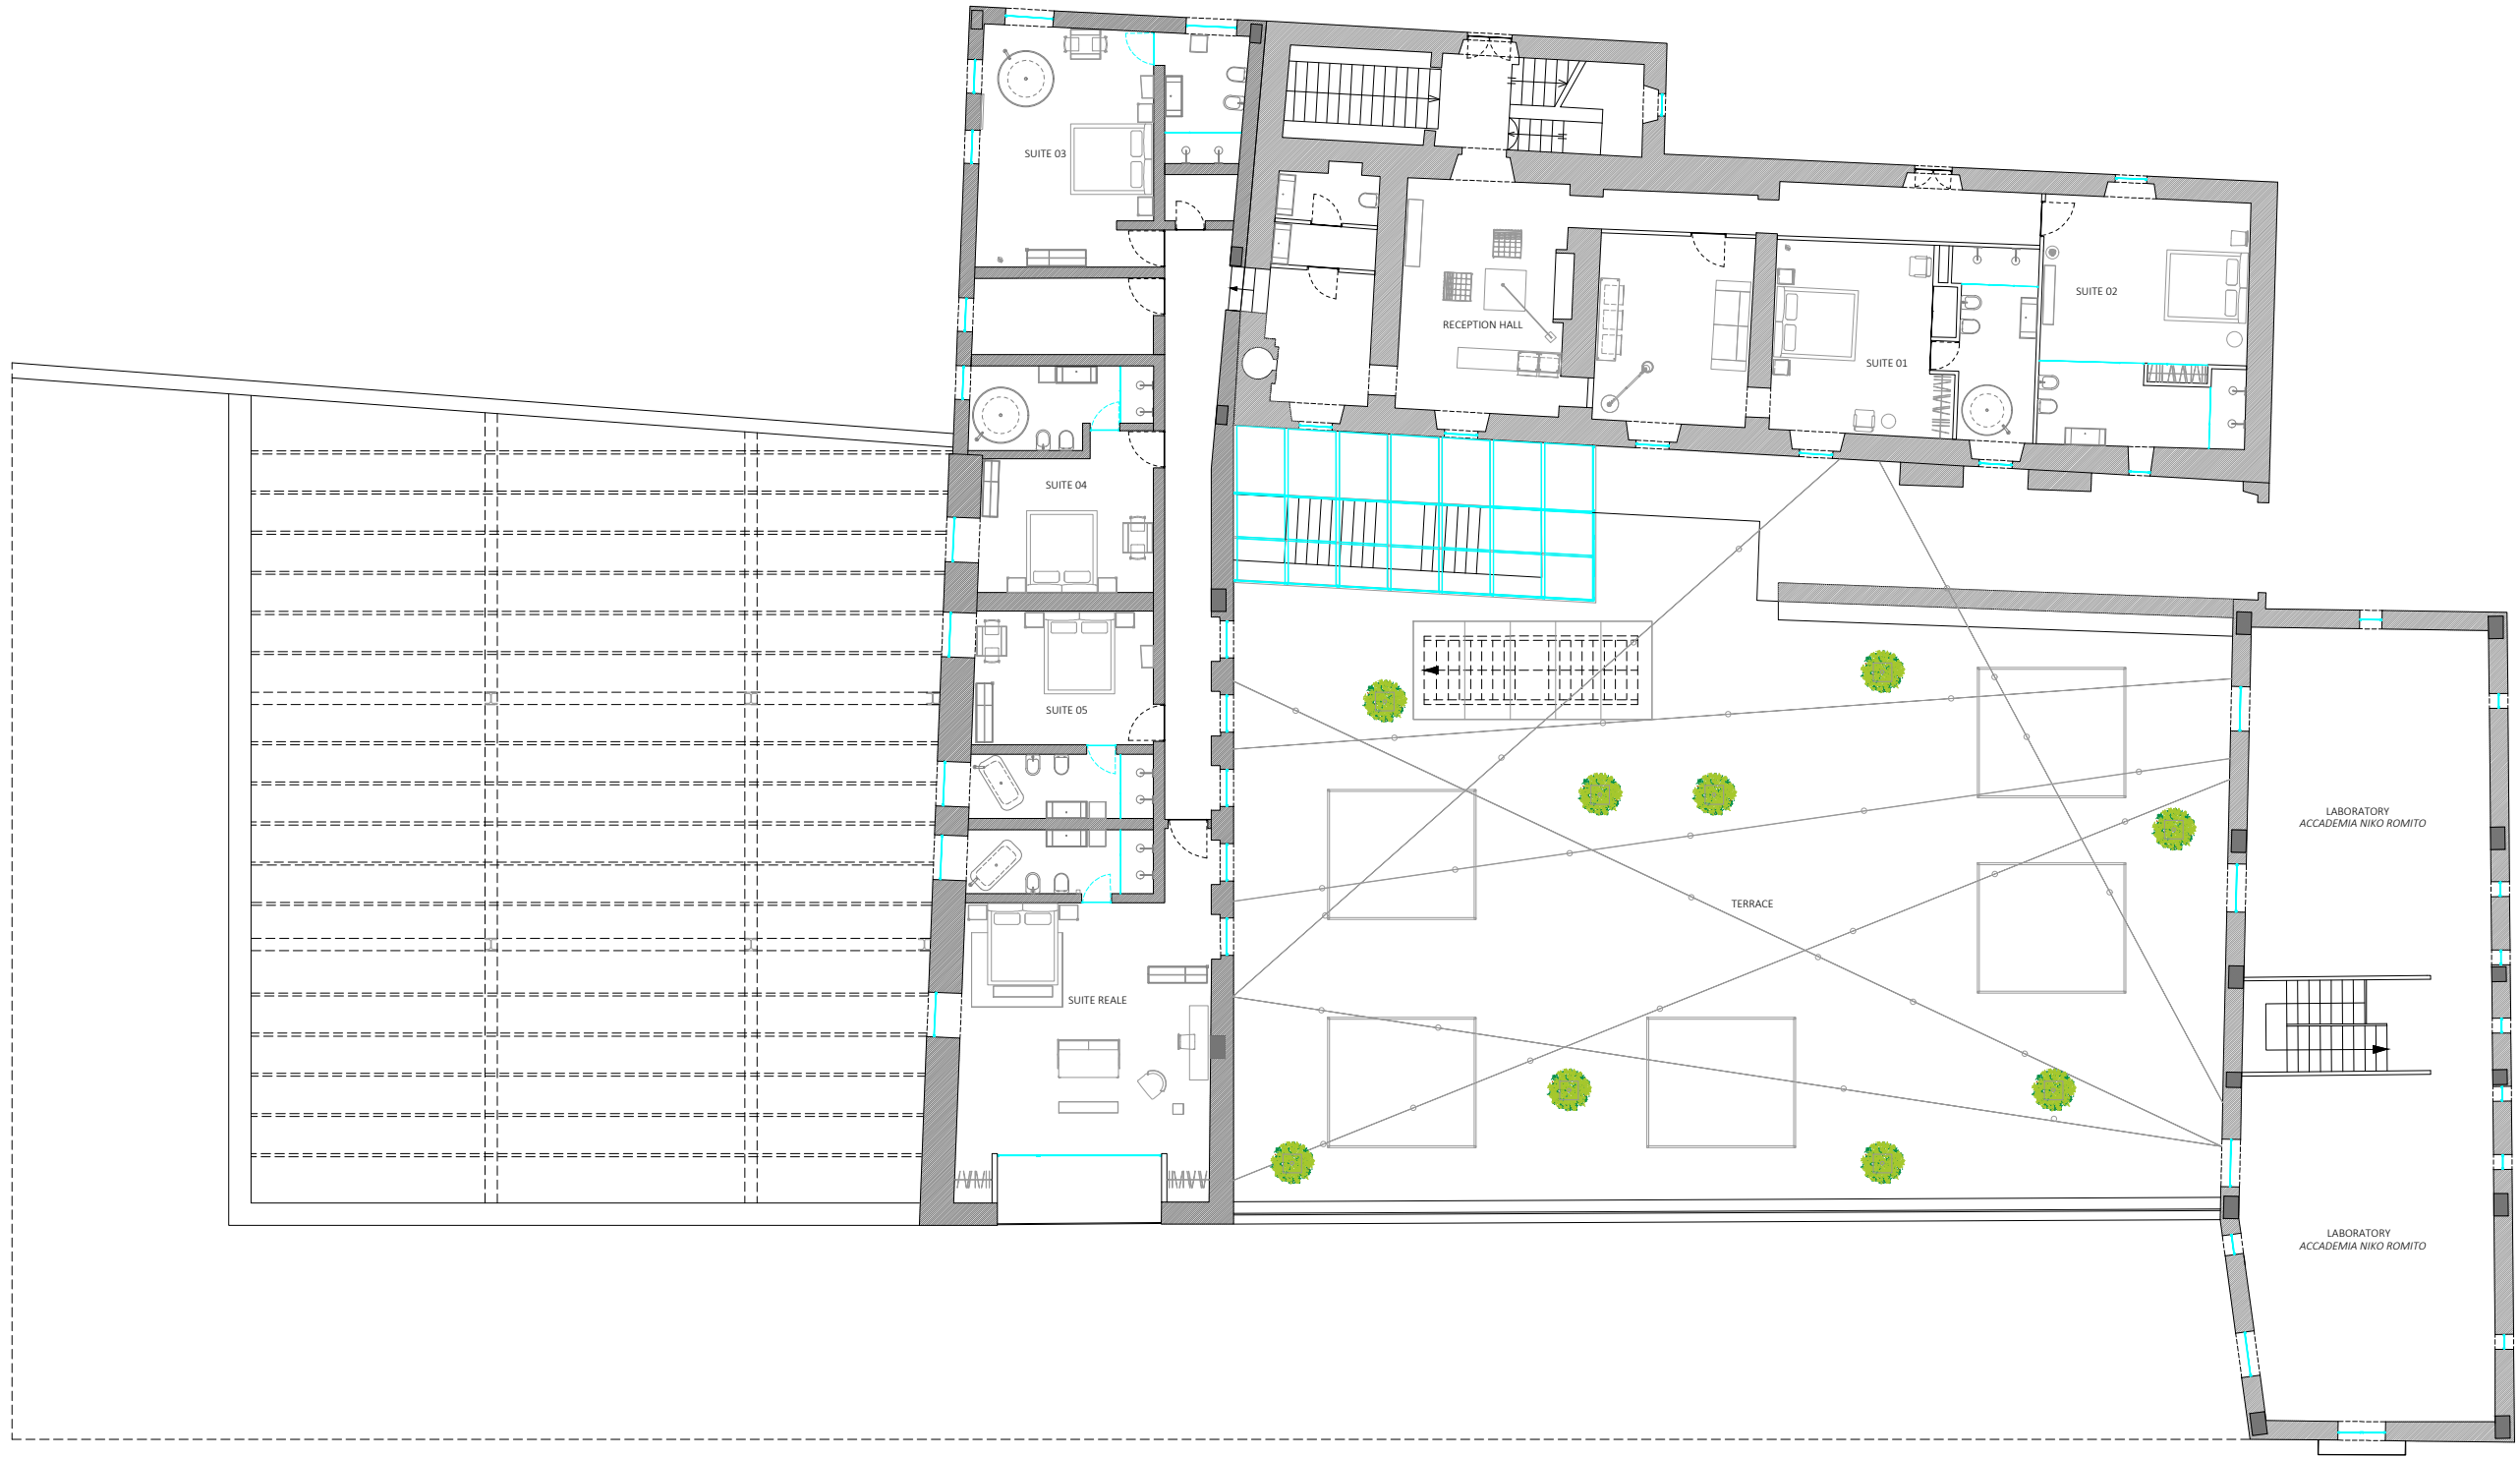 SUITE 03
SUITE 02
RECEPTION HALL
SUITE 01
SUITE 04
SUITE 05
LABORATORY
ACCADEMIA NIKO ROMITO
TERRACE
SUITE REALE
LABORATORY
ACCADEMIA NIKO ROMITO